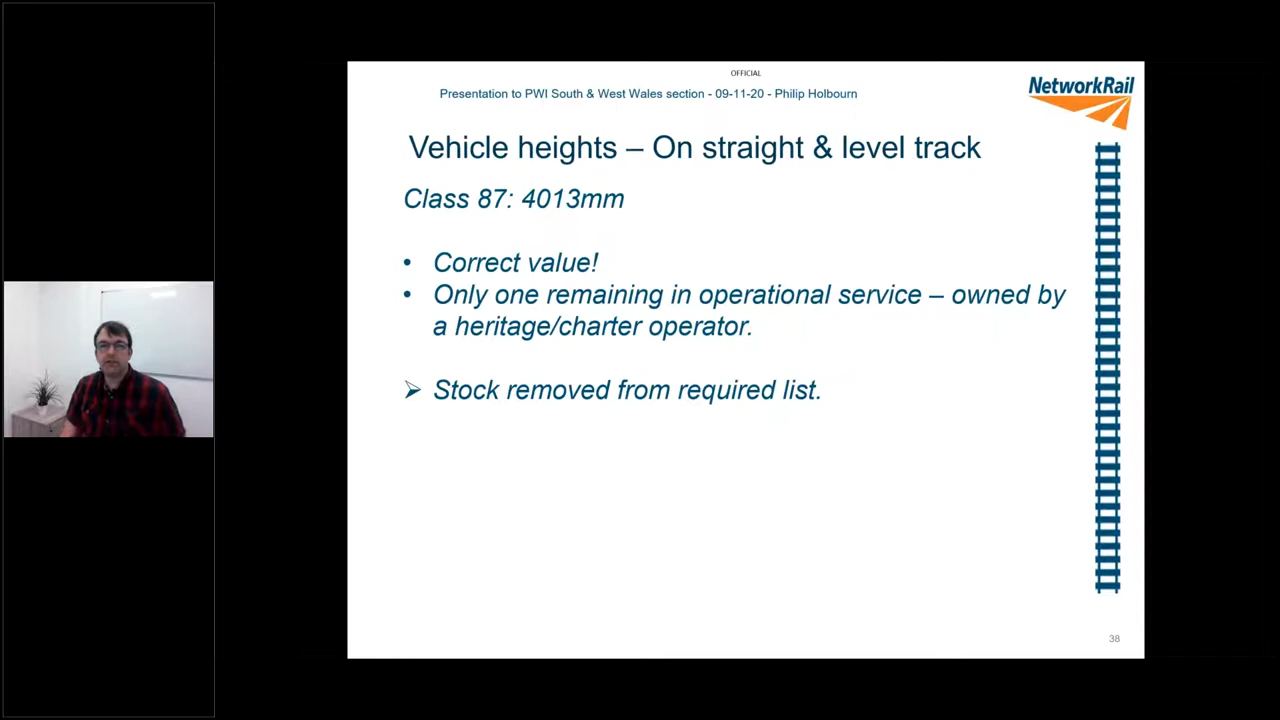 OFFICIAL
Presentation to PWI South & West Wales section - 09-11-20 - Philip Holbourn
NetworkRail
Vehicle heights – On straight & level track
Class 87: 4013mm
• Correct value!
• Only one remaining in operational service – owned by
a heritage/charter operator.
➢ Stock removed from required list.
38